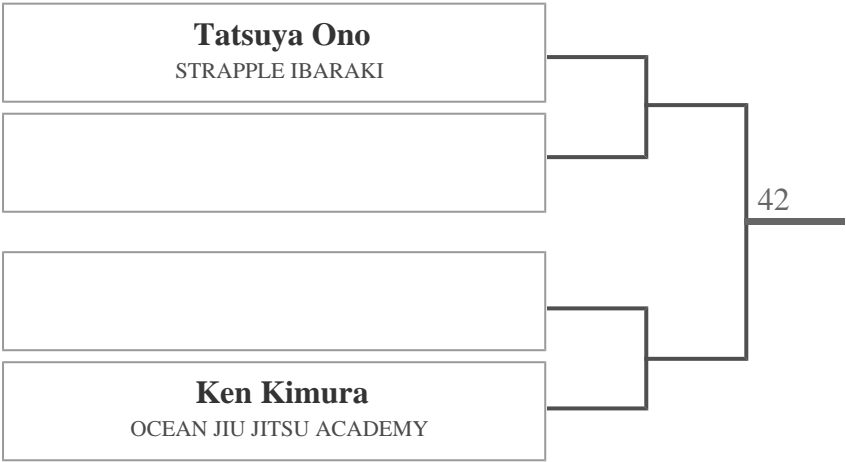 Tatsuya Ono
STRAPPLE IBARAKI
42
Ken Kimura
OCEAN JIU JITSU ACADEMY